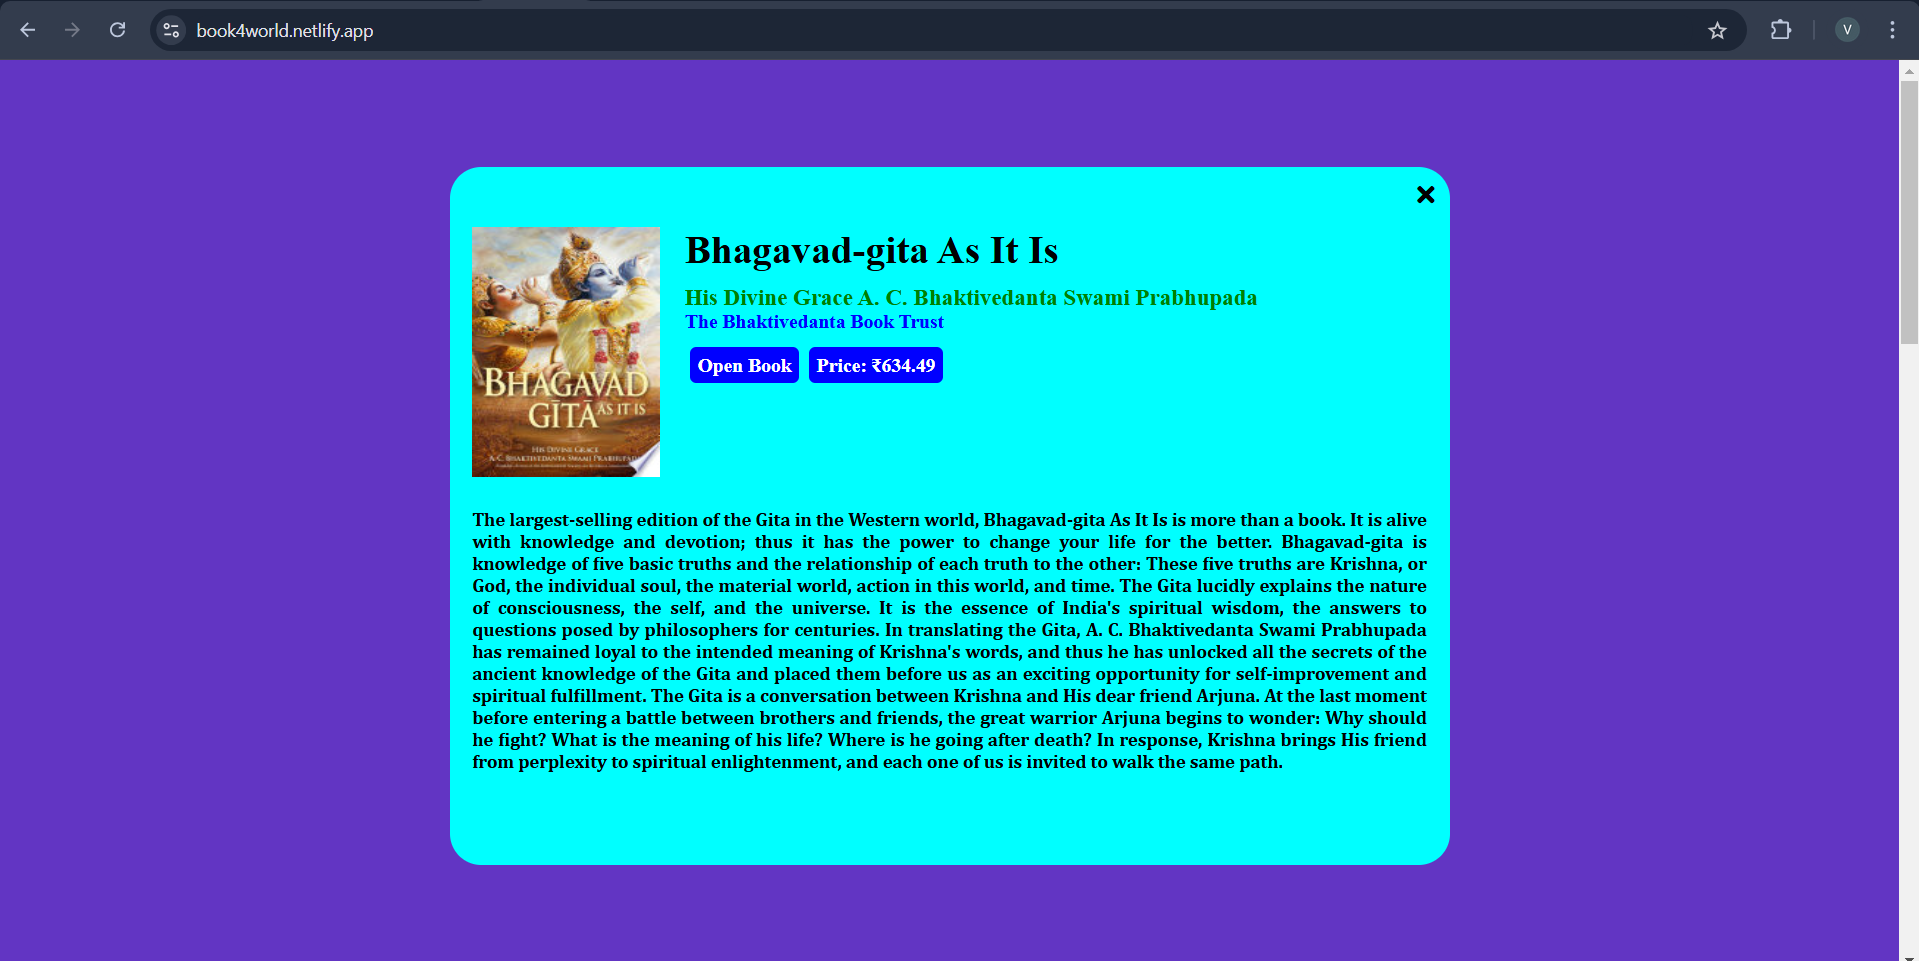 book4world.netlify.app
V
Bhagavad-gita As It Is
His Divine Grace A. C. Bhaktivedanta Swami Prabhupada
The Bhaktivedanta Book Trust
Open Book
Price: ₹634.49
BHAGAVAD
GĪTĀ AS IT IS
HIS DIVINE GRACE
A.C. BHAKTIVEDANTA SWAMI PRABHUPADA
The largest-selling edition of the Gita in the Western world, Bhagavad-gita As It Is is more than a book. It is alive
with knowledge and devotion; thus it has the power to change your life for the better. Bhagavad-gita is
knowledge of five basic truths and the relationship of each truth to the other: These five truths are Krishna, or
God, the individual soul, the material world, action in this world, and time. The Gita lucidly explains the nature
of consciousness, the self, and the universe. It is the essence of India's spiritual wisdom, the answers to
questions posed by philosophers for centuries. In translating the Gita, A. C. Bhaktivedanta Swami Prabhupada
has remained loyal to the intended meaning of Krishna's words, and thus he has unlocked all the secrets of the
ancient knowledge of the Gita and placed them before us as an exciting opportunity for self-improvement and
spiritual fulfillment. The Gita is a conversation between Krishna and His dear friend Arjuna. At the last moment
before entering a battle between brothers and friends, the great warrior Arjuna begins to wonder: Why should
he fight? What is the meaning of his life? Where is he going after death? In response, Krishna brings His friend
from perplexity to spiritual enlightenment, and each one of us is invited to walk the same path.